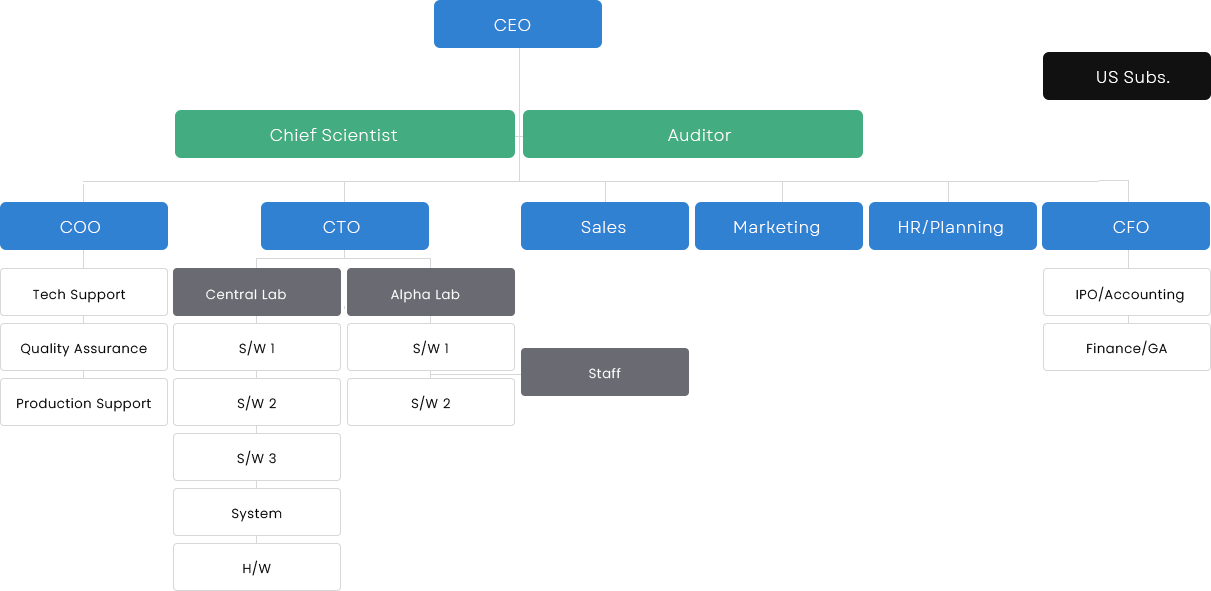 CEO
US Subs.
Chief Scientist
Auditor
COO
CTO
Sales
Marketing
HR/Planning
CFO
Tech Support
Central Lab
Alpha Lab
IPO/Accounting
Quality Assurance
S/W 1
S/W 1
Finance/GA
Staff
Production Support
S/W 2
S/W 2
S/W 3
System
H/W